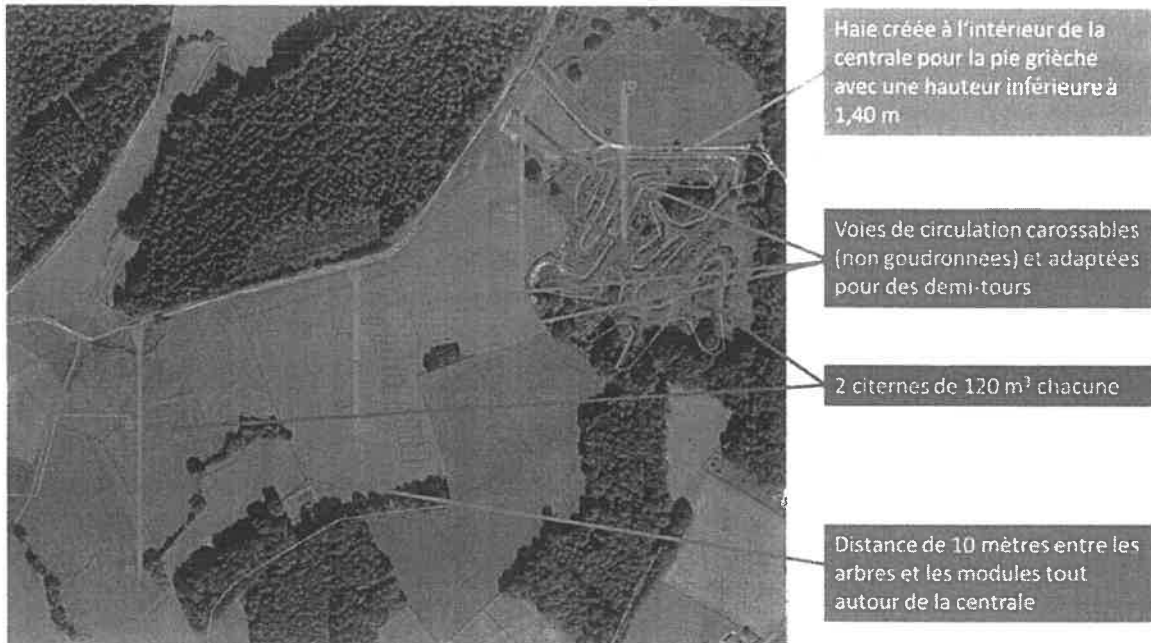 Haie créée à l'intérieur de la
centrale pour la pie grièche
avec une hauteur inférieure à
1,40 m
Voies de circulation carossables
(non goudronnees) et adaptées
pour des demi-tours
2 citernes de 120 m³ chacune
Distance de 10 mètres entre les
arbres et les modules tout
autour de la centrale